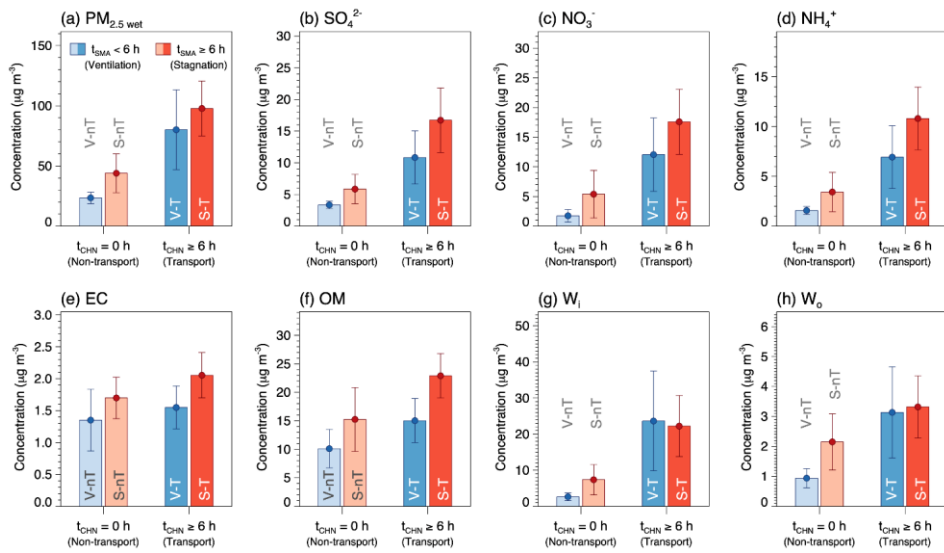 (a) PM2.5 wet
Concentration (μg m-3)
150
100
50
0
tSMA < 6 h
(Ventilation)
tSMA ≥ 6 h
(Stagnation)
V-nT
S-nT
V-T
S-T
tCHN = 0 h
(Non-transport)
tCHN ≥ 6 h
(Transport)
(b) SO42-
Concentration (μg m-3)
30
25
20
15
10
5
0
V-nT
S-nT
V-T
S-T
tCHN = 0 h
(Non-transport)
tCHN ≥ 6 h
(Transport)
(c) NO3-
Concentration (μg m-3)
30
25
20
15
10
5
0
V-nT
S-nT
V-T
S-T
tCHN = 0 h
(Non-transport)
tCHN ≥ 6 h
(Transport)
(d) NH4+
Concentration (μg m-3)
15
10
5
0
V-nT
S-nT
V-T
S-T
tCHN = 0 h
(Non-transport)
tCHN ≥ 6 h
(Transport)
(e) EC
Concentration (μg m-3)
3.0
2.5
2.0
1.5
1.0
0.5
0.0
V-nT
S-nT
V-T
S-T
tCHN = 0 h
(Non-transport)
tCHN ≥ 6 h
(Transport)
(f) OM
Concentration (μg m-3)
30
25
20
15
10
5
0
V-nT
S-nT
V-T
S-T
tCHN = 0 h
(Non-transport)
tCHN ≥ 6 h
(Transport)
(g) Wi
Concentration (μg m-3)
50
40
30
20
10
0
V-nT
S-nT
V-T
S-T
tCHN = 0 h
(Non-transport)
tCHN ≥ 6 h
(Transport)
(h) Wo
Concentration (μg m-3)
6
5
4
3
2
1
0
V-nT
S-nT
V-T
S-T
tCHN = 0 h
(Non-transport)
tCHN ≥ 6 h
(Transport)